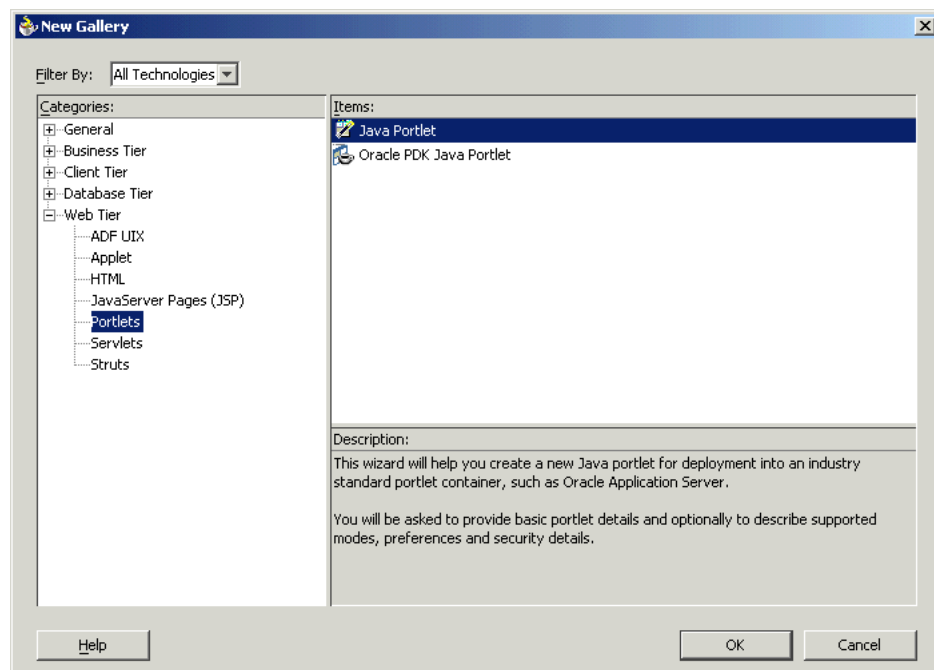 New Gallery
Filter By: All Technologies
Categories:
General
Business Tier
Client Tier
Database Tier
Web Tier
ADF UIX
Applet
HTML
JavaServer Pages (JSP)
Portlets
Servlets
Struts
Items:
Java Portlet
Oracle PDK Java Portlet
Description:
This wizard will help you create a new Java portlet for deployment into an industry
standard portlet container, such as Oracle Application Server.
You will be asked to provide basic portlet details and optionally to describe supported
modes, preferences and security details.
Help
OK
Cancel